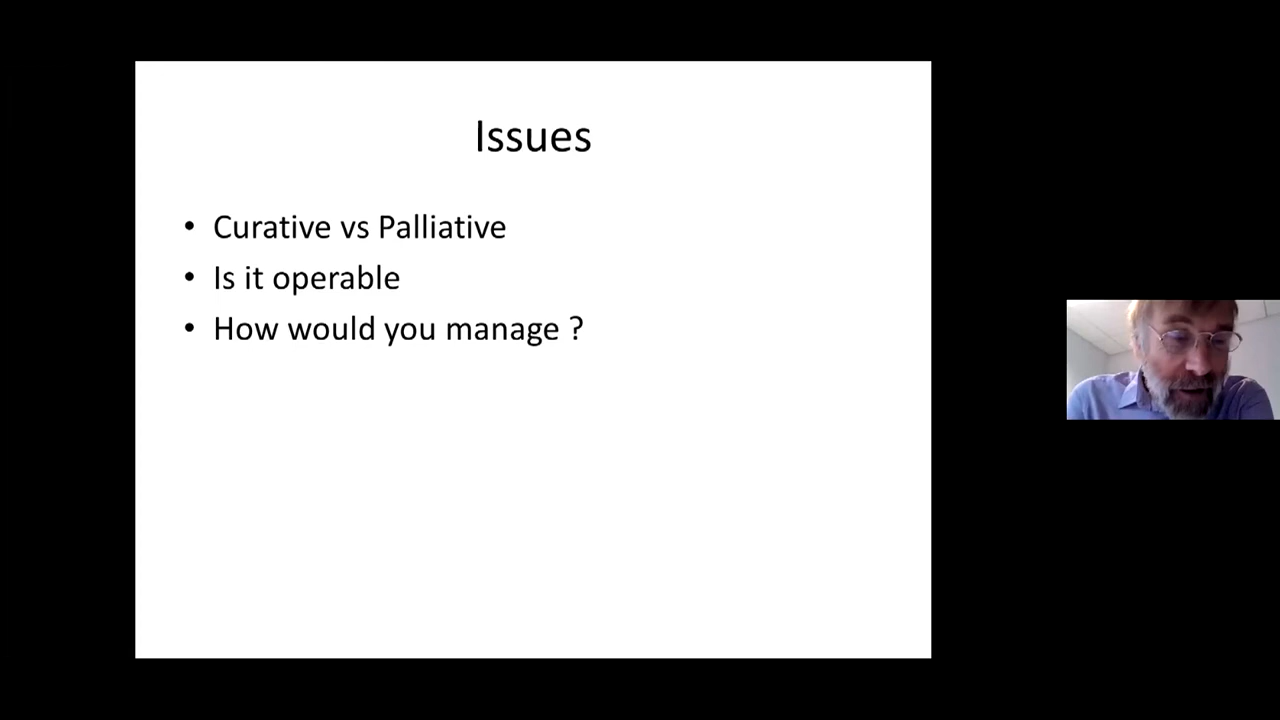 Issues
• Curative vs Palliative
• Is it operable
• How would you manage ?